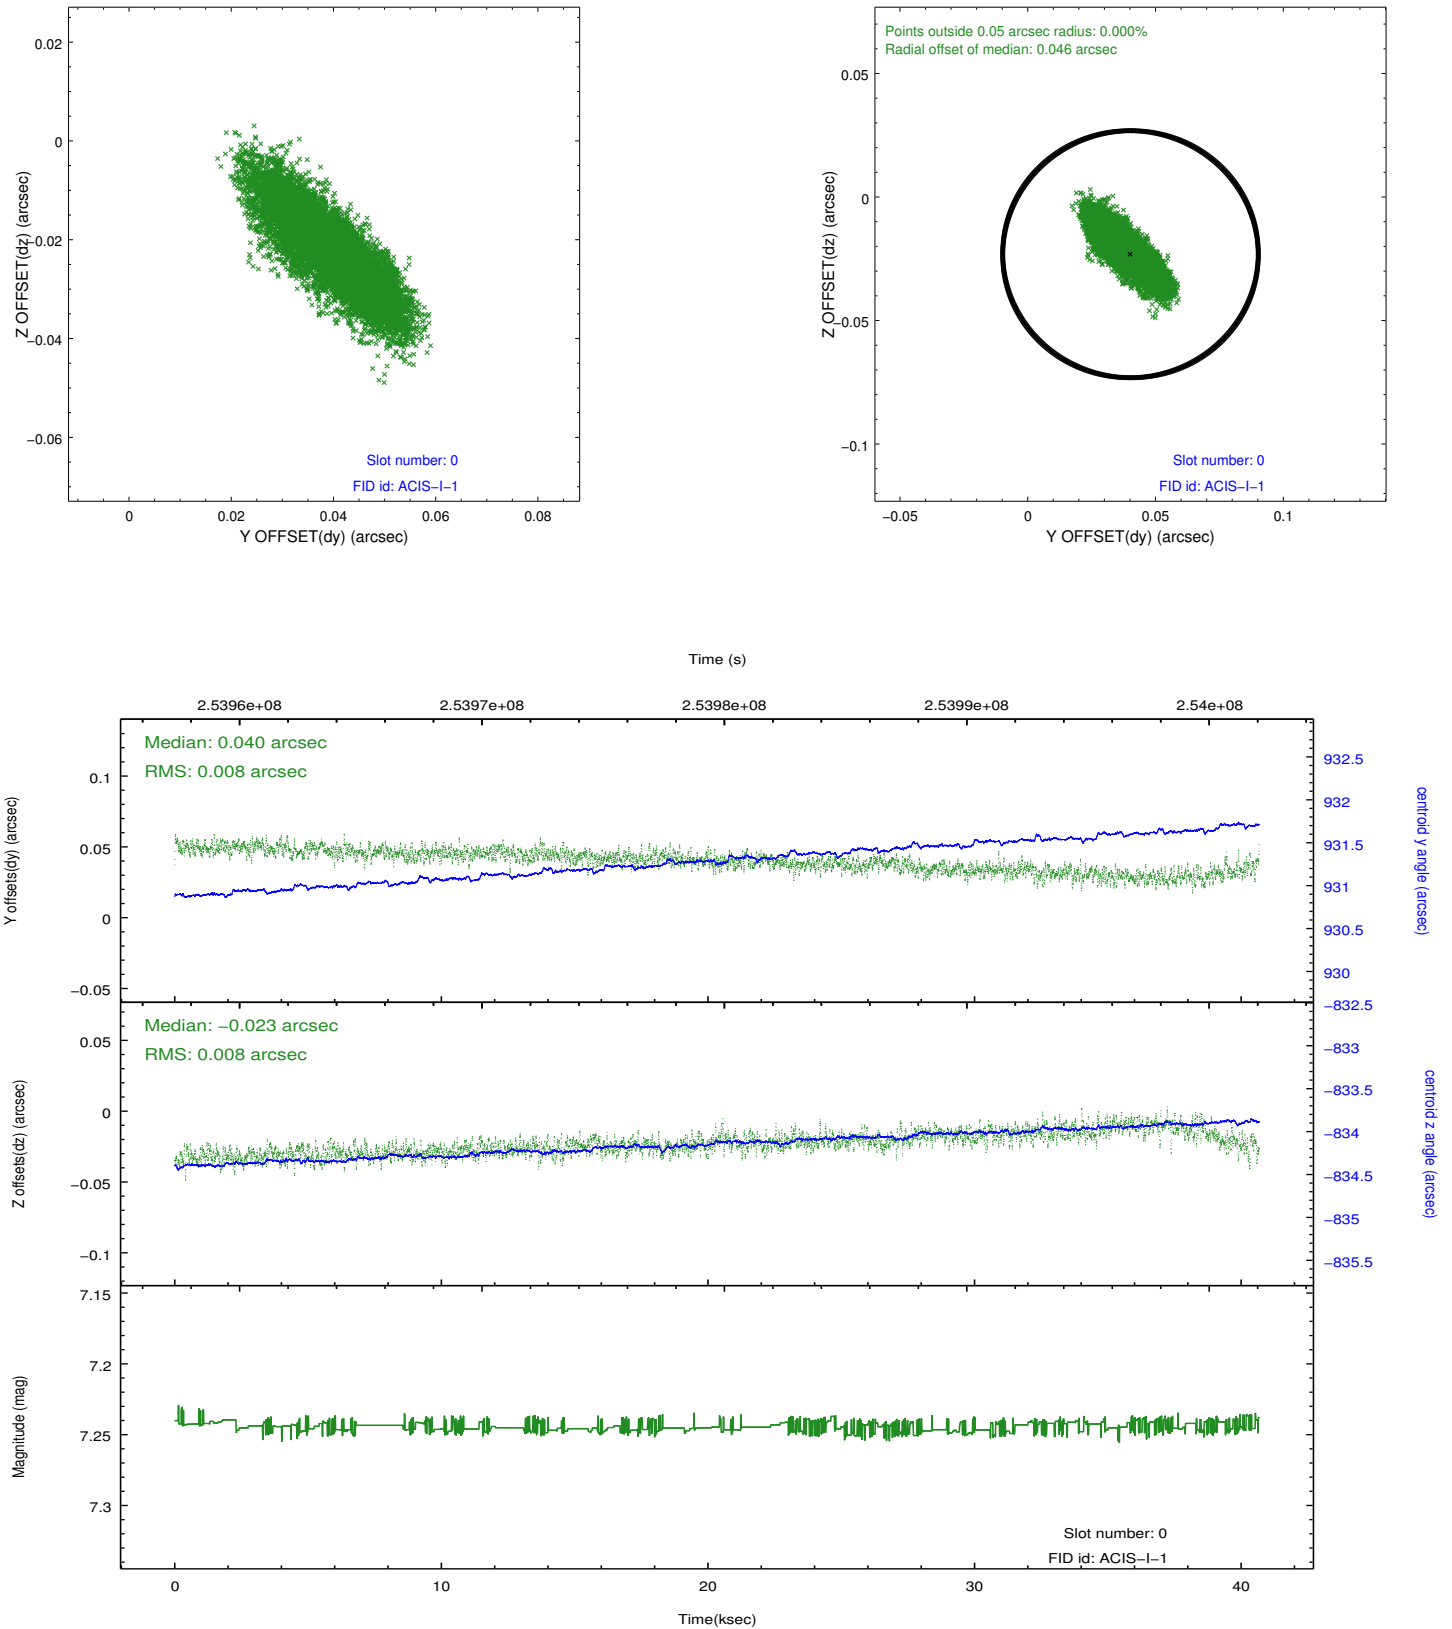 0.02
0
−0.02
−0.04
−0.06
Z OFFSET(dz) (arcsec)
Slot number: 0
FID id: ACIS−I−1
0
0.02
0.04
0.06
0.08
Y OFFSET(dy) (arcsec)
Points outside 0.05 arcsec radius: 0.000%
Radial offset of median: 0.046 arcsec
0.05
0
−0.05
−0.1
Z OFFSET(dz) (arcsec)
Slot number: 0
FID id: ACIS−I−1
−0.05
0
0.05
0.1
Y OFFSET(dy) (arcsec)
Time (s)
2.5396e+08
2.5397e+08
2.5398e+08
2.5399e+08
2.54e+08
Median: 0.040 arcsec
RMS: 0.008 arcsec
0.1
0.05
0
−0.05
Y offsets(dy) (arcsec)
932.5
932
931.5
931
930.5
930
centroid y angle (arcsec)
Median: −0.023 arcsec
RMS: 0.008 arcsec
0.05
0
−0.05
−0.1
Z offsets(dz) (arcsec)
−832.5
−833
−833.5
−834
−834.5
−835
−835.5
centroid z angle (arcsec)
7.15
7.2
7.25
7.3
Magnitude (mag)
Slot number: 0
FID id: ACIS−I−1
0
10
20
30
40
Time(ksec)